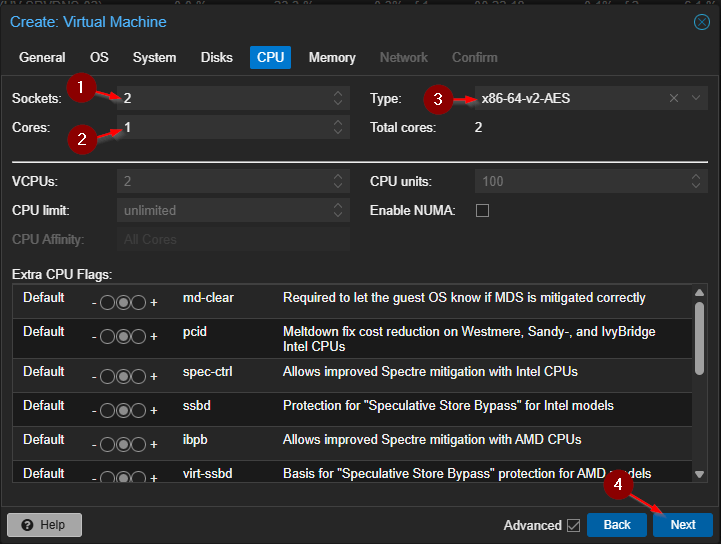 Create: Virtual Machine
General OS System Disks CPU Memory Network Confirm
1
Sockets: 2
3
Type: x86-64-v2-AES
2
Cores: 1
Total cores: 2
VCPUs: 2
CPU units: 100
CPU limit: unlimited
Enable NUMA:
CPU Affinity: All Cores
Extra CPU Flags:
Default - + md-clear Required to let the guest OS know if MDS is mitigated correctly
Default - + pcid Meltdown fix cost reduction on Westmere, Sandy-, and IvyBridge
Intel CPUs
Default - + spec-ctrl Allows improved Spectre mitigation with Intel CPUs
Default - + ssbd Protection for "Speculative Store Bypass" for Intel models
Default - + ibpb Allows improved Spectre mitigation with AMD CPUs
Default - + virt-ssbd Basis for "Speculative Store Bypass" protection for AMD models
4
Help
Advanced
Back
Next